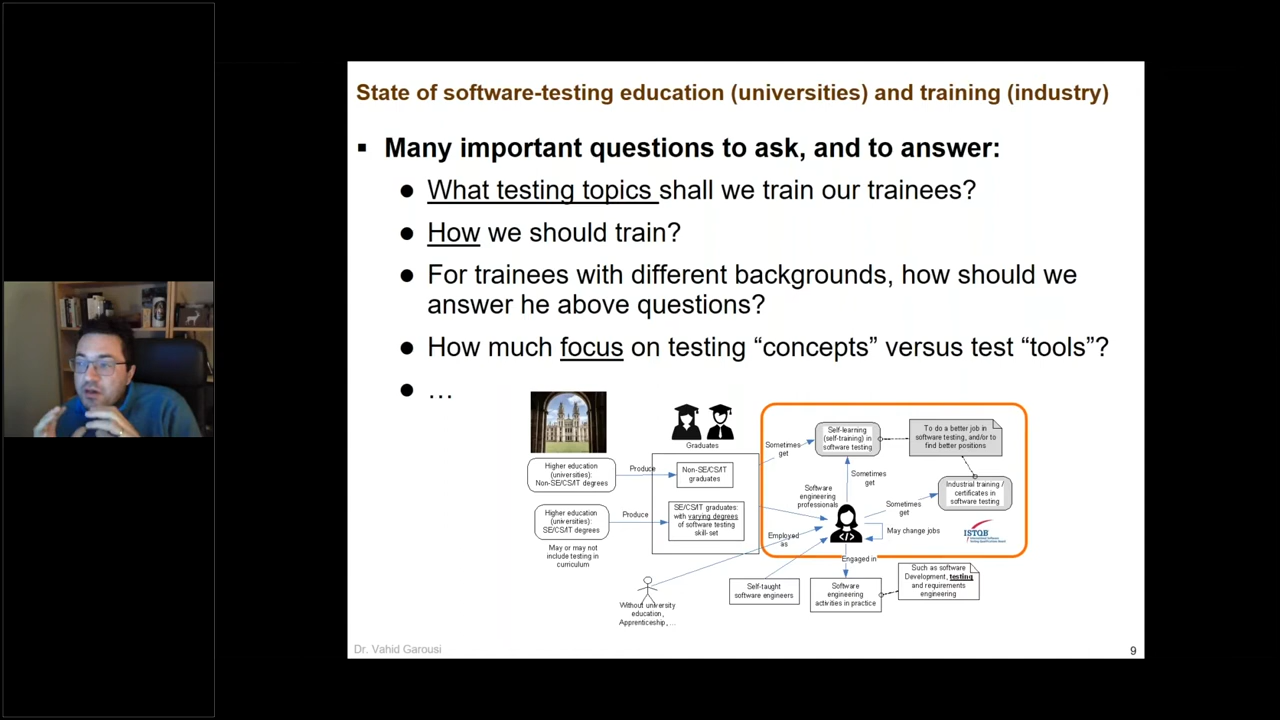 State of software-testing education (universities) and training (industry)
Many important questions to ask, and to answer:
What testing topics shall we train our trainees?
How we should train?
For trainees with different backgrounds, how should we
answer he above questions?
How much focus on testing “concepts” versus test “tools”?
…
Higher education
(universities):
Non-SE/CS/IT degrees
Higher education
(universities):
SE/CS/IT degrees
May or may not
include testing in
curriculum
Produce
Produce
Graduates
Non-SE/CS/IT
graduates
SE/CS/IT graduates:
with varying degrees
of software testing
skill-set
Without university
education,
Apprenticeship, ...
Self-taught
software engineers
Employed
as
Sometimes
get
Self-learning
(self-training) in
software testing
Sometimes
get
Software
engineering
professionals
Sometimes
get
May change jobs
To do a better job in
software testing, and/or to
find better positions
Industrial training /
certificates in
software testing
ISTQB
Engaged in
Software
engineering
activities in practice
Such as software
Development, testing
and requirements
engineering
Dr. Vahid Garousi
9